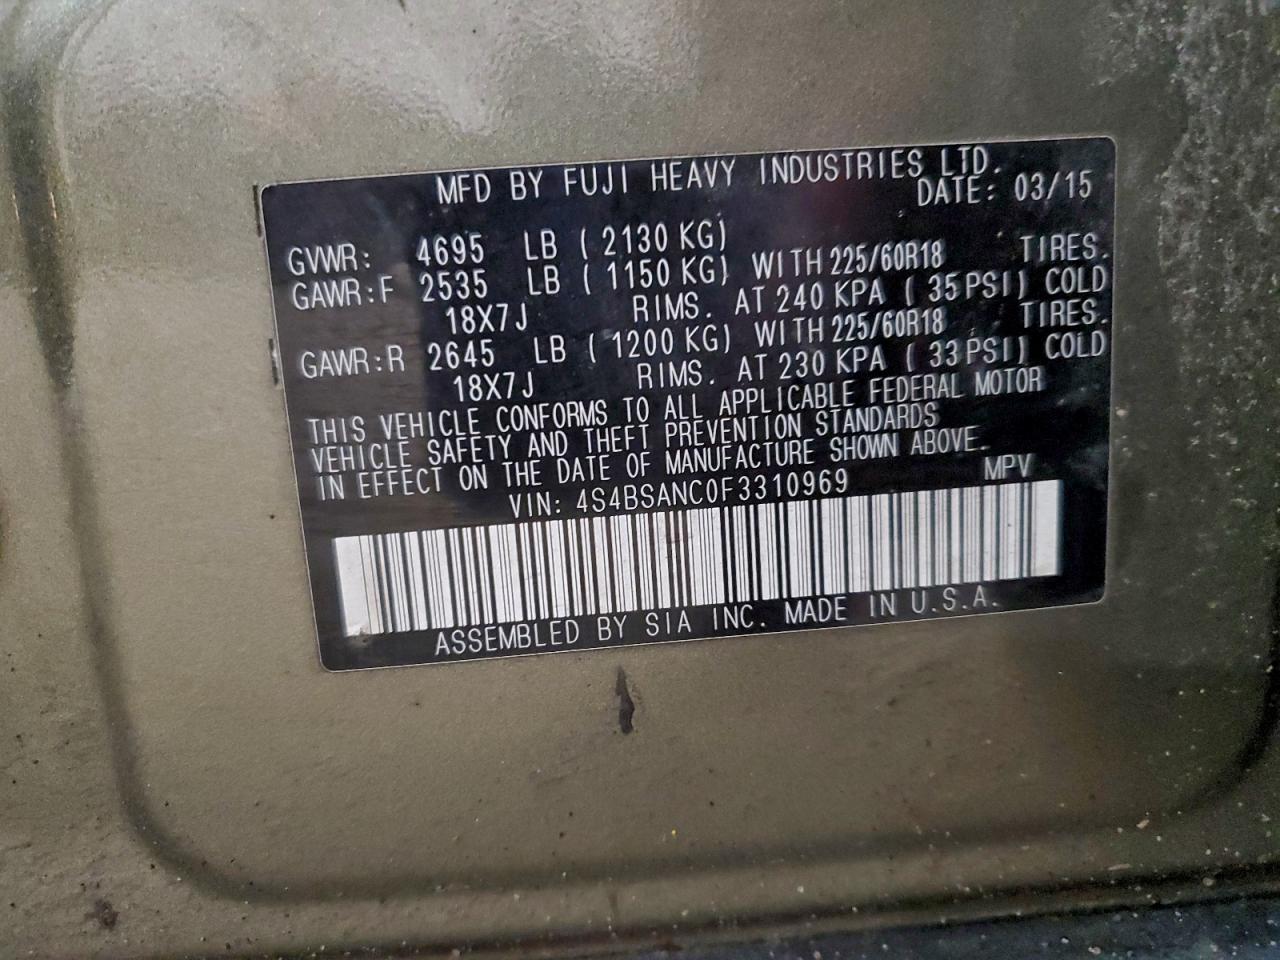 MFD BY FUJI HEAVY INDUSTRIES LTD.
DATE: 03/15
GVWR: 4695 LB ( 2130 KG)
GAWR:F 2535 LB ( 1150 KG) WITH 225/60R18 TIRES.
18X7J RIMS. AT 240 KPA ( 35PSI) COLD
GAWR:R 2645 LB ( 1200 KG) WITH 225/60R18 TIRES.
18X7J RIMS. AT 230 KPA ( 33PSI) COLD
THIS VEHICLE CONFORMS TO ALL APPLICABLE FEDERAL MOTOR
VEHICLE SAFETY AND THEFT PREVENTION STANDARDS
IN EFFECT ON THE DATE OF MANUFACTURE SHOWN ABOVE.
VIN: 4S4BSANC0F3310969 MPV
ASSEMBLED BY SIA INC. MADE IN U.S.A.